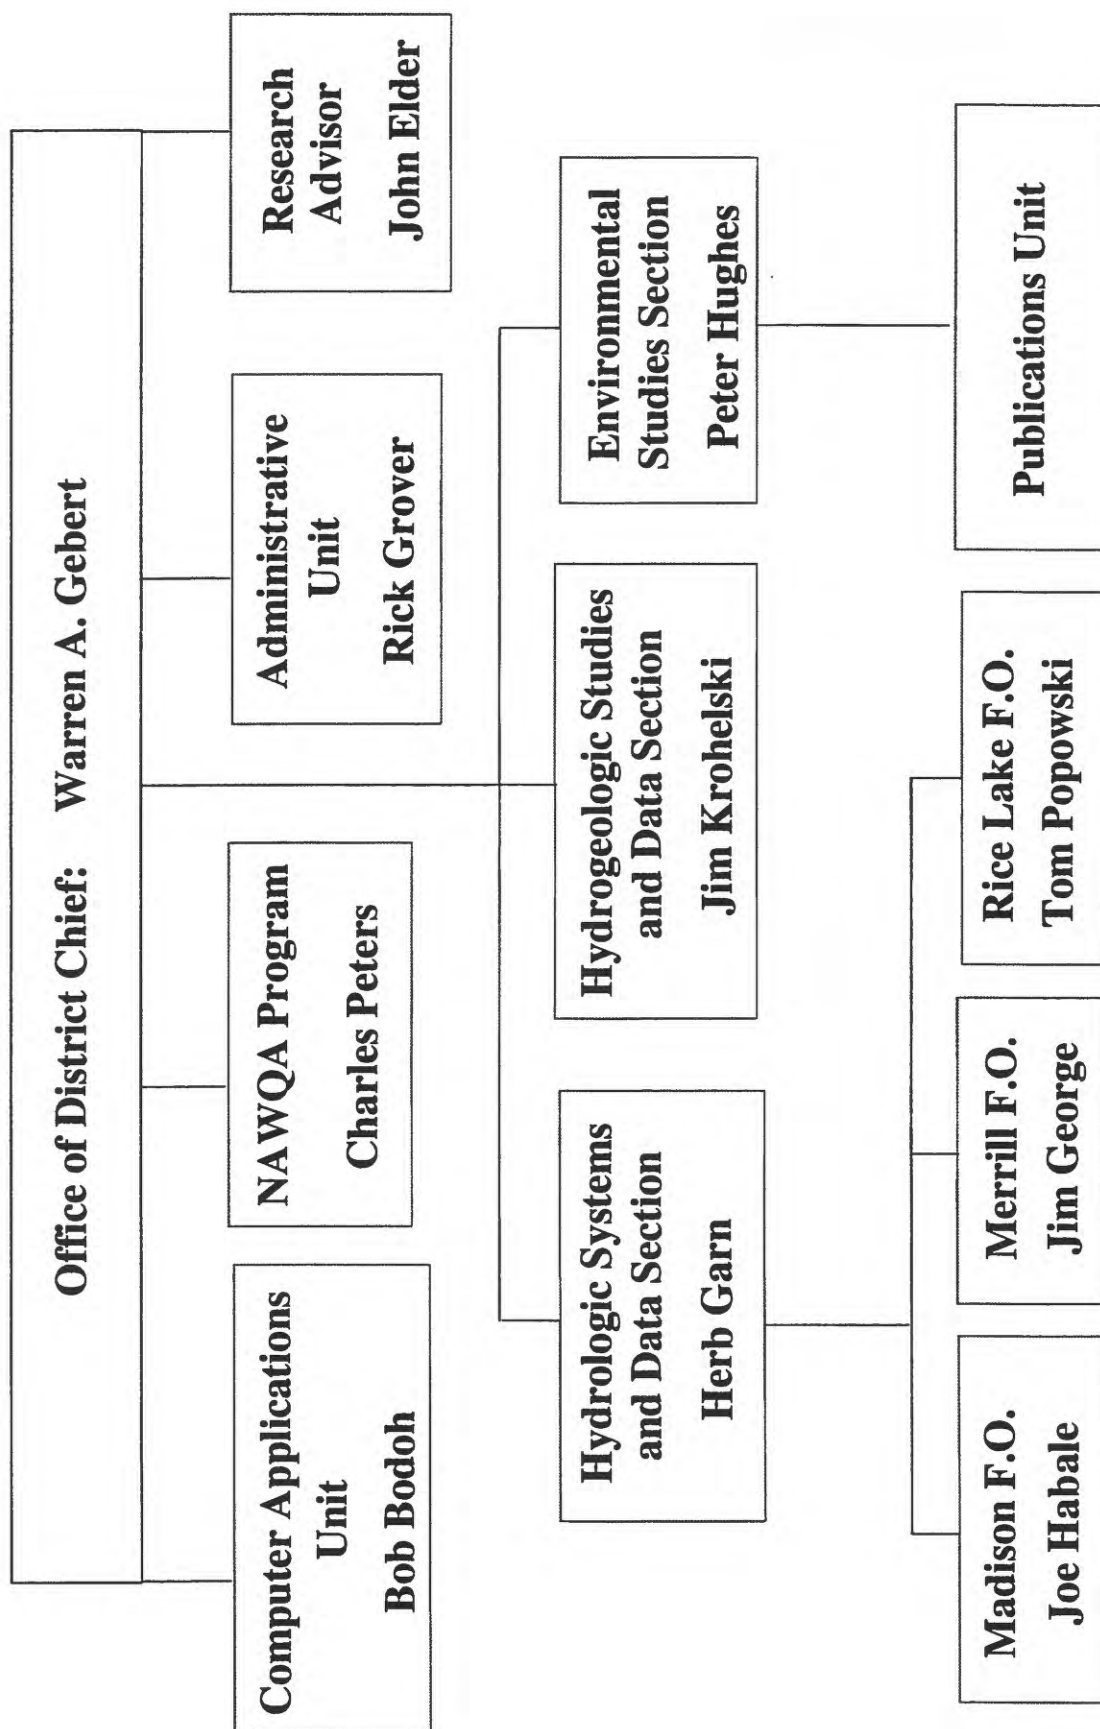 Office of District Chief: Warren A. Gebert
Computer Applications
Unit
Bob Bodoh
NAWQA Program
Charles Peters
Administrative
Unit
Rick Grover
Research
Advisor
John Elder
Hydrologic Systems
and Data Section
Herb Garn
Hydrogeologic Studies
and Data Section
Jim Krohelski
Environmental
Studies Section
Peter Hughes
Madison F.O.
Joe Habale
Merrill F.O.
Jim George
Rice Lake F.O.
Tom Popowski
Publications Unit